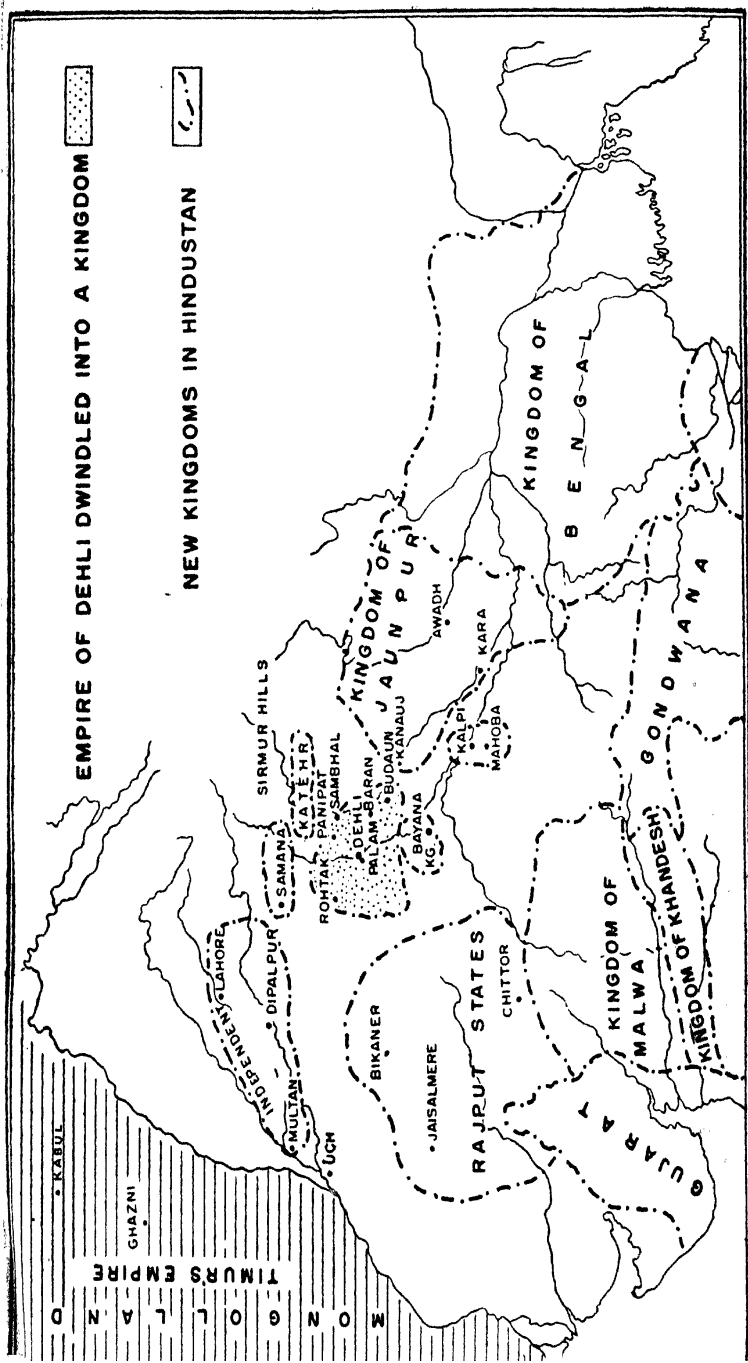 EMPIRE OF DEHLI DWINDLED INTO A KINGDOM
NEW KINGDOMS IN HINDUSTAN
MONGOL LAND
TIMUR'S EMPIRE
KABUL
GHAZNI
INDEPENDENT
LAHORE
DIPALPUR
MULTAN
UCH
SIRMUR HILLS
SAMANA
KATEHR
PANIPAT
ROHTAK
SAMBHAL
DEHLI
PALAM
BARAN
BUDAUN
KANAUJ
BAYANA
KG.
KALPI
MAHOBA
KINGDOM OF
JAUNPUR
AWADH
KARA
KINGDOM OF
BENGAL
BIKANER
JAISALMERE
RAJPUT STATES
CHITTOR
KINGDOM OF
MALWA
KINGDOM OF KHANDESH
GONDWANA
GUJARAT